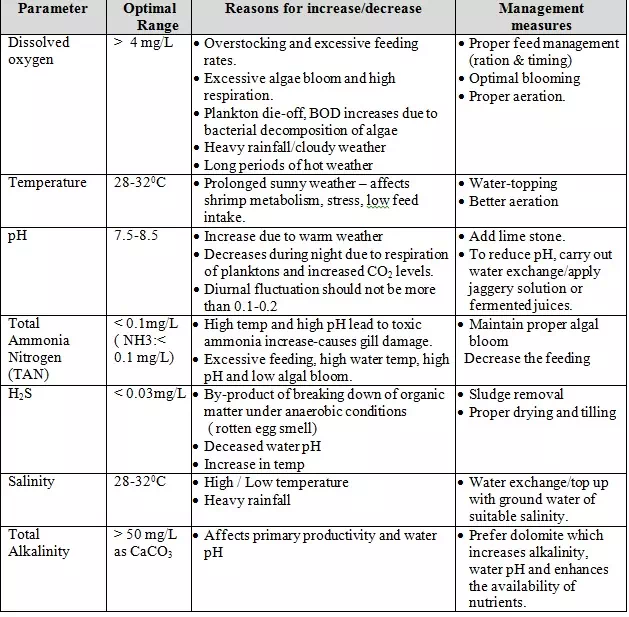 Parameter
Optimal
Range
Reasons for increase/decrease
Management
measures
Dissolved
oxygen
> 4 mg/L
• Overstocking and excessive feeding
rates.
• Excessive algae bloom and high
respiration.
• Plankton die-off, BOD increases due to
bacterial decomposition of algae
• Heavy rainfall/cloudy weather
• Long periods of hot weather
• Proper feed management
(ration & timing)
• Optimal blooming
• Proper aeration.
Temperature
28-32⁰C
• Prolonged sunny weather – affects
shrimp metabolism, stress, low feed
intake.
• Water-topping
• Better aeration
pH
7.5-8.5
• Increase due to warm weather
• Decreases during night due to respiration
of planktons and increased CO₂ levels.
• Diurnal fluctuation should not be more
than 0.1-0.2
• Add lime stone.
• To reduce pH, carry out
water exchange/apply
jaggery solution or
fermented juices.
Total
Ammonia
Nitrogen
(TAN)
< 0.1mg/L
( NH3:<
0.1 mg/L)
• High temp and high pH lead to toxic
ammonia increase-causes gill damage.
• Excessive feeding, high water temp, high
pH and low algal bloom.
• Maintain proper algal
bloom
Decrease the feeding
H₂S
< 0.03mg/L
• By-product of breaking down of organic
matter under anaerobic conditions
( rotten egg smell)
• Deceased water pH
• Increase in temp
• Sludge removal
• Proper drying and tilling
Salinity
28-32⁰C
• High / Low temperature
• Heavy rainfall
• Water exchange/top up
with ground water of
suitable salinity.
Total
Alkalinity
> 50 mg/L
as CaCO₃
• Affects primary productivity and water
pH
• Prefer dolomite which
increases alkalinity,
water pH and enhances
the availability of
nutrients.